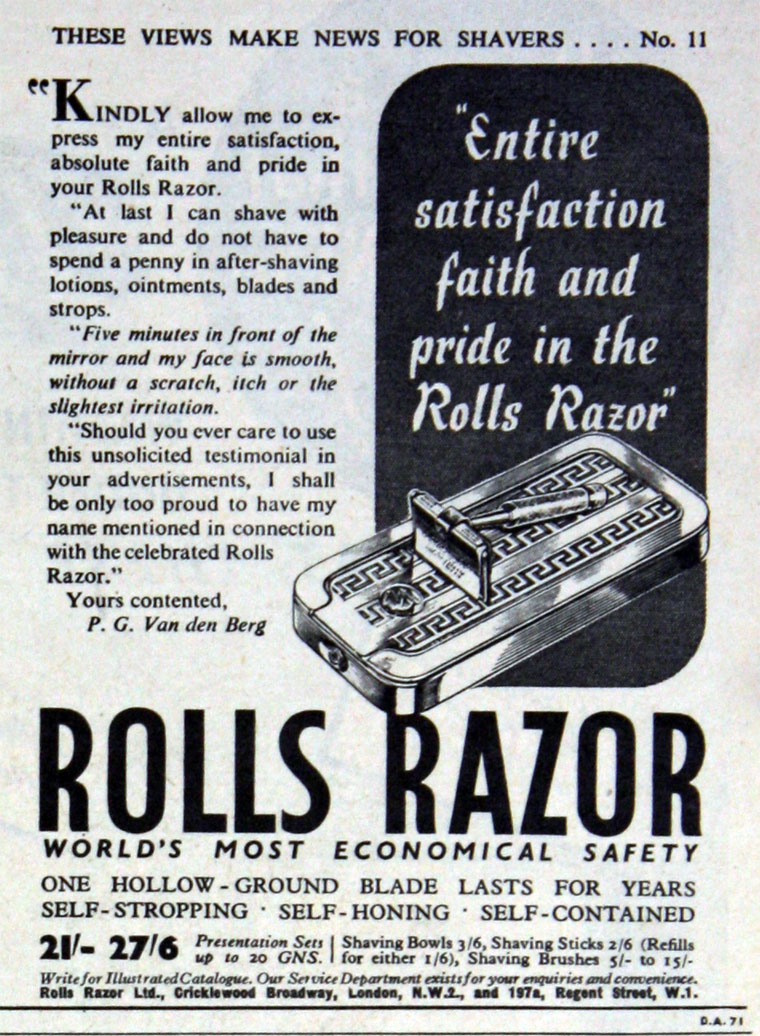 THESE VIEWS MAKE NEWS FOR SHAVERS .... No. 11
"KINDLY allow me to ex-
press my entire satisfaction,
absolute faith and pride in
your Rolls Razor.
"At last I can shave with
pleasure and do not have to
spend a penny in after-shaving
lotions, ointments, blades and
strops.
"Five minutes in front of the
mirror and my face is smooth,
without a scratch, itch or the
slightest irritation.
"Should you ever care to use
this unsolicited testimonial in
your advertisements, I shall
be only too proud to have my
name mentioned in connection
with the celebrated Rolls
Razor."
Yours contented,
P. G. Van den Berg
"Entire
satisfaction
faith and
pride in the
Rolls Razor"
ROLLS RAZOR
WORLD'S MOST ECONOMICAL SAFETY
ONE HOLLOW-GROUND BLADE LASTS FOR YEARS
SELF-STROPPING · SELF-HONING · SELF-CONTAINED
21/- 27/6
Presentation Sets
up to 20 GNS.
Shaving Bowls 3/6, Shaving Sticks 2/6 (Refills
for either 1/6), Shaving Brushes 5/- to 15/-
Write for Illustrated Catalogue. Our Service Department exists for your enquiries and convenience.
Rolls Razor Ltd., Cricklewood Broadway, London, N.W.2., and 197a, Regent Street, W.1.
D.A. 71